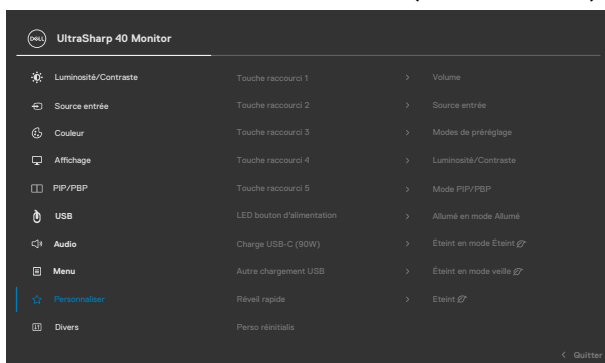 DELL UltraSharp 40 Monitor
Luminosité/Contraste Touche raccourci 1 > Volume
Source entrée Touche raccourci 2 > Source entrée
Couleur Touche raccourci 3 > Modes de préréglage
Affichage Touche raccourci 4 > Luminosité/Contraste
PIP/PBP Touche raccourci 5 > Mode PIP/PBP
USB LED bouton d'alimentation > Allumé en mode Allumé
Audio Charge USB-C (90W) > Éteint en mode Éteint
Menu Autre chargement USB > Éteint en mode veille
Personnaliser Réveil rapide > Eteint
Divers Perso réinitialis
< Quitter